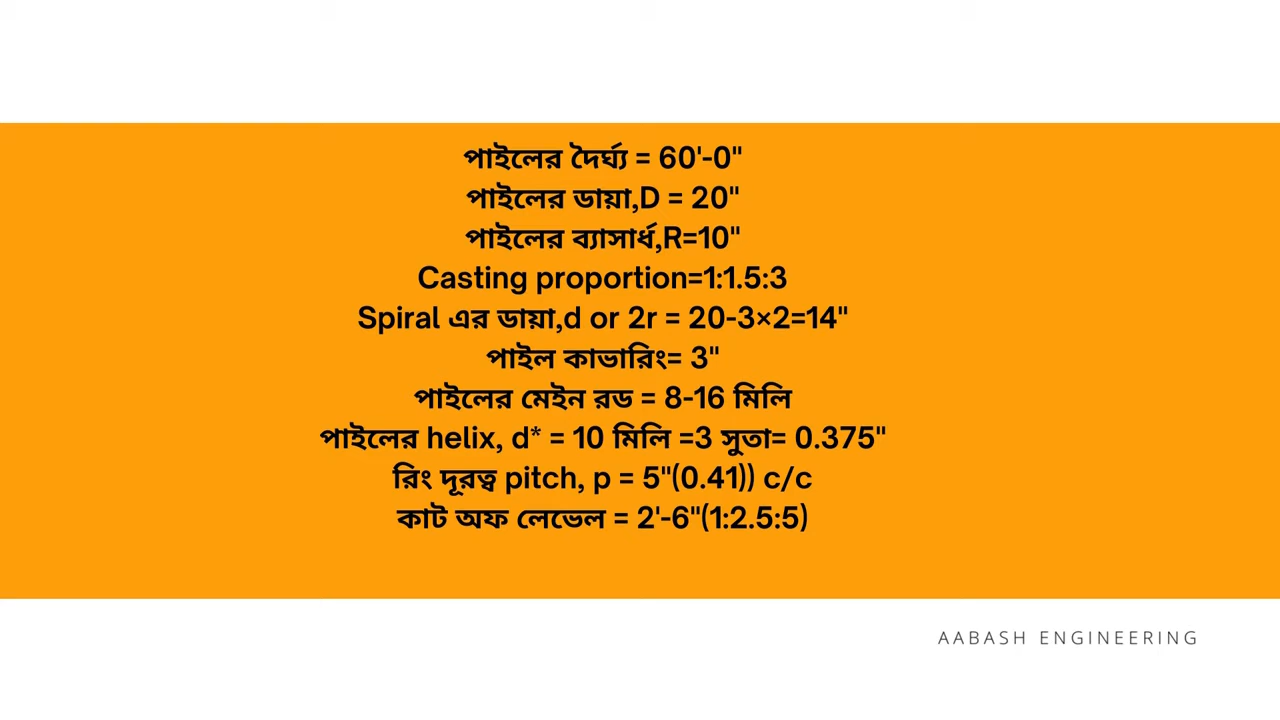 পাইলের দৈর্ঘ্য = 60'-0"
পাইলের ডায়া,D = 20"
পাইলের ব্যাসার্ধ,R=10"
Casting proportion=1:1.5:3
Spiral এর ডায়া,d or 2r = 20-3×2=14"
পাইল কাভারিং= 3"
পাইলের মেইন রড = 8-16 মিলি
পাইলের helix, d* = 10 মিলি =3 সুতা= 0.375"
রিং দূরত্ব pitch, p = 5"(0.41)) c/c
কাট অফ লেভেল = 2'-6"(1:2.5:5)
AABASH ENGINEERING